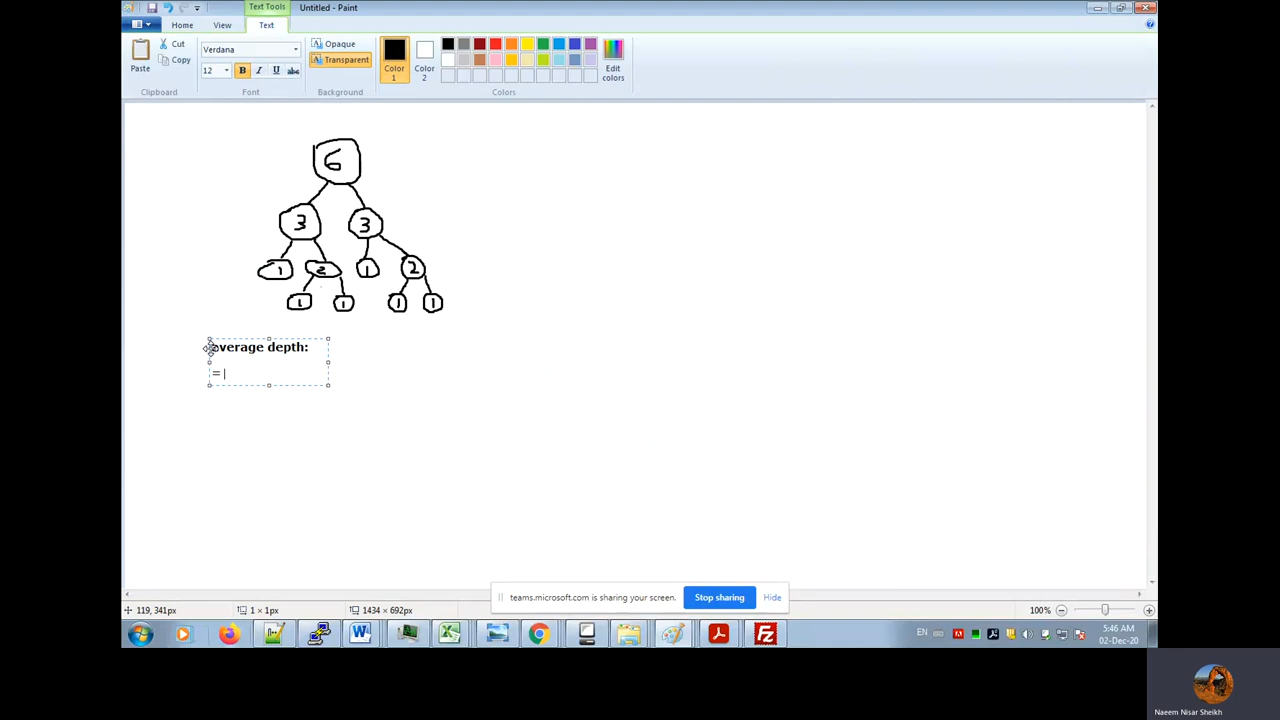 Text Tools
Untitled - Paint
Home
View
Text
Paste
Cut
Copy
Clipboard
Verdana
12
B I U abc
Font
Opaque
Transparent
Background
Color 1
Color 2
Edit colors
Colors
6
3 3
1 2 1 2
1 1 1 1
average depth:
=
teams.microsoft.com is sharing your screen.
Stop sharing
Hide
119, 341px
1 × 1px
1434 × 692px
100%
EN
5:46 AM
02-Dec-20
Naeem Nisar Sheikh